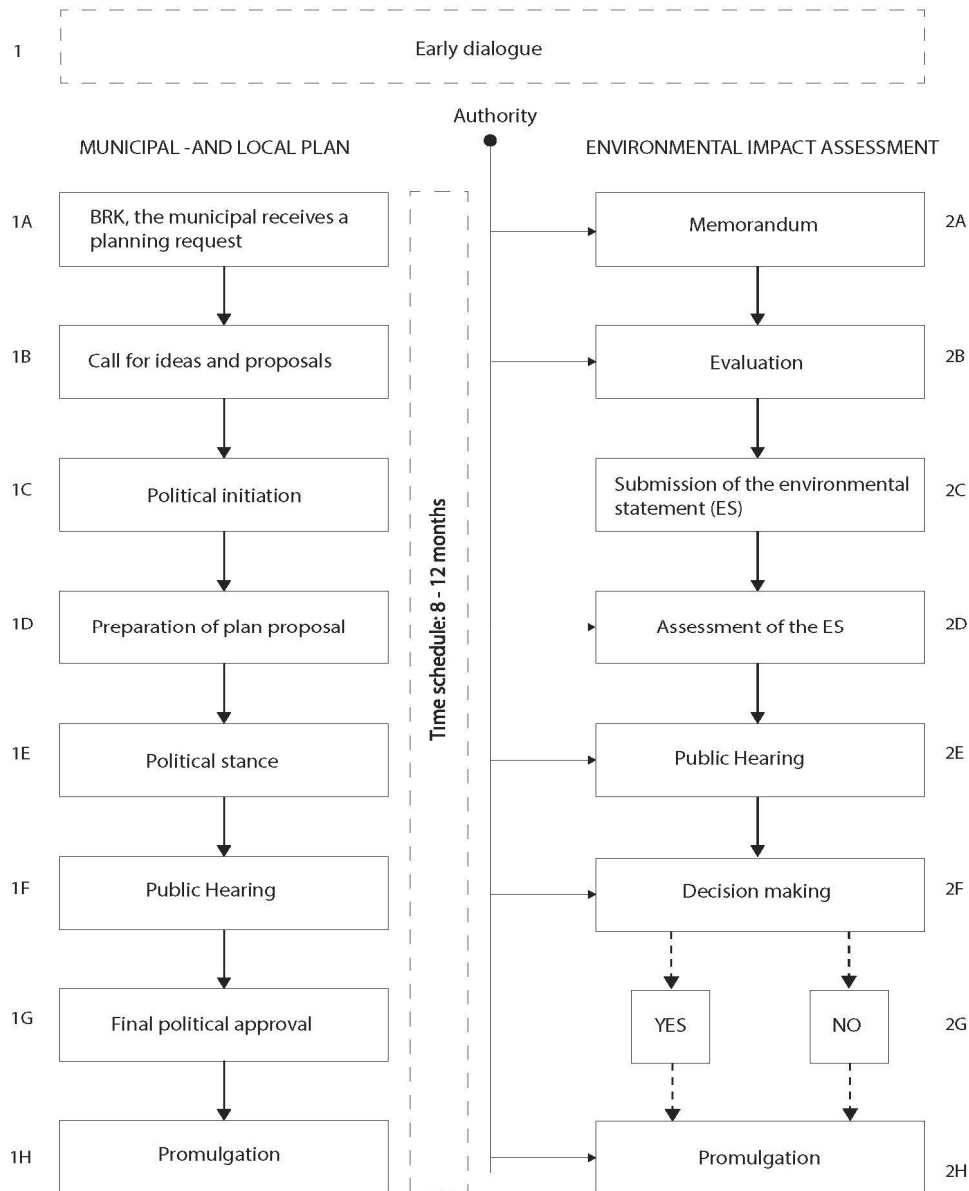 1
Early dialogue
Authority
MUNICIPAL -AND LOCAL PLAN
ENVIRONMENTAL IMPACT ASSESSMENT
1A
BRK, the municipal receives a
planning request
Memorandum
2A
1B
Call for ideas and proposals
Evaluation
2B
1C
Political initiation
Submission of the environmental
statement (ES)
2C
Time schedule: 8 - 12 months
1D
Preparation of plan proposal
Assessment of the ES
2D
1E
Political stance
Public Hearing
2E
1F
Public Hearing
Decision making
2F
1G
Final political approval
YES
NO
2G
1H
Promulgation
Promulgation
2H